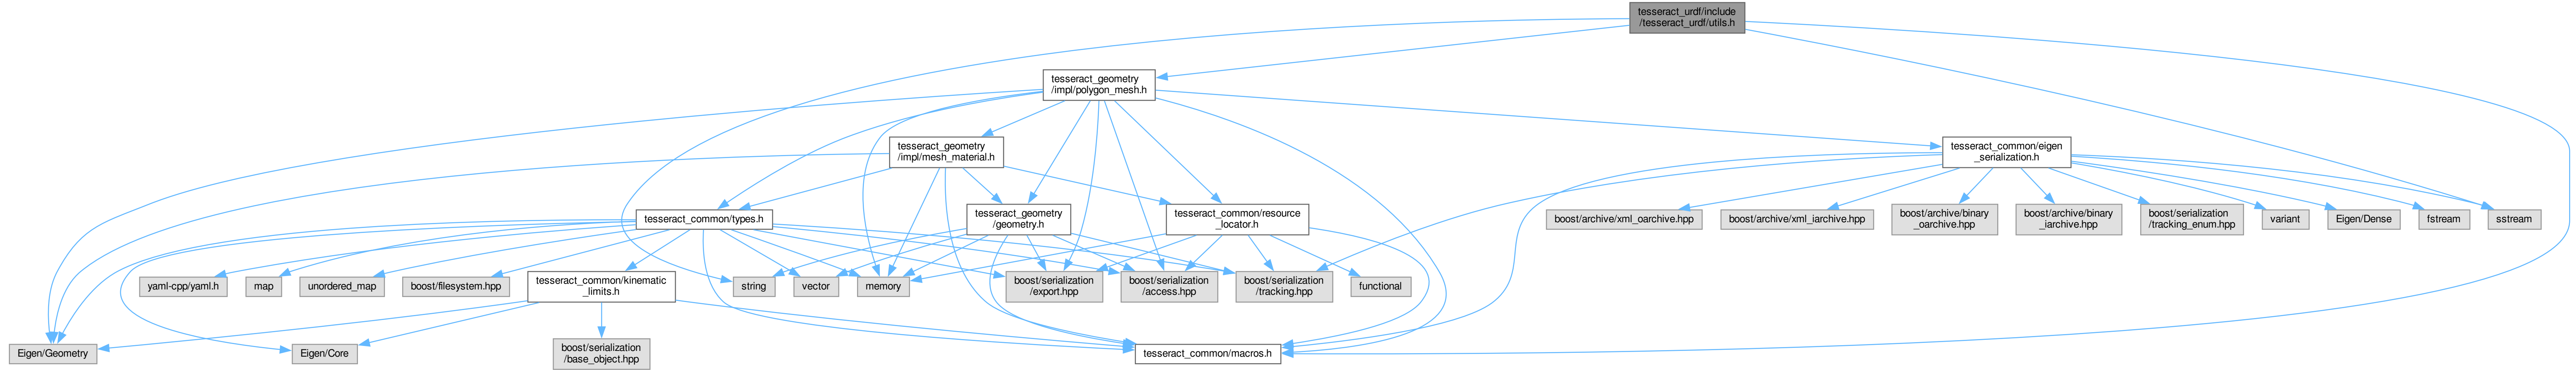 tesseract_urdf/include
/tesseract_urdf/utils.h
tesseract_geometry
/impl/polygon_mesh.h
tesseract_geometry
/impl/mesh_material.h
tesseract_common/eigen
_serialization.h
tesseract_common/types.h
tesseract_geometry
/geometry.h
tesseract_common/resource
_locator.h
boost/archive/xml_oarchive.hpp
boost/archive/xml_iarchive.hpp
boost/archive/binary
_oarchive.hpp
boost/archive/binary
_iarchive.hpp
boost/serialization
/tracking_enum.hpp
variant
Eigen/Dense
fstream
sstream
yaml-cpp/yaml.h
map
unordered_map
boost/filesystem.hpp
tesseract_common/kinematic
_limits.h
string
vector
memory
boost/serialization
/export.hpp
boost/serialization
/access.hpp
boost/serialization
/tracking.hpp
functional
Eigen/Geometry
Eigen/Core
boost/serialization
/base_object.hpp
tesseract_common/macros.h